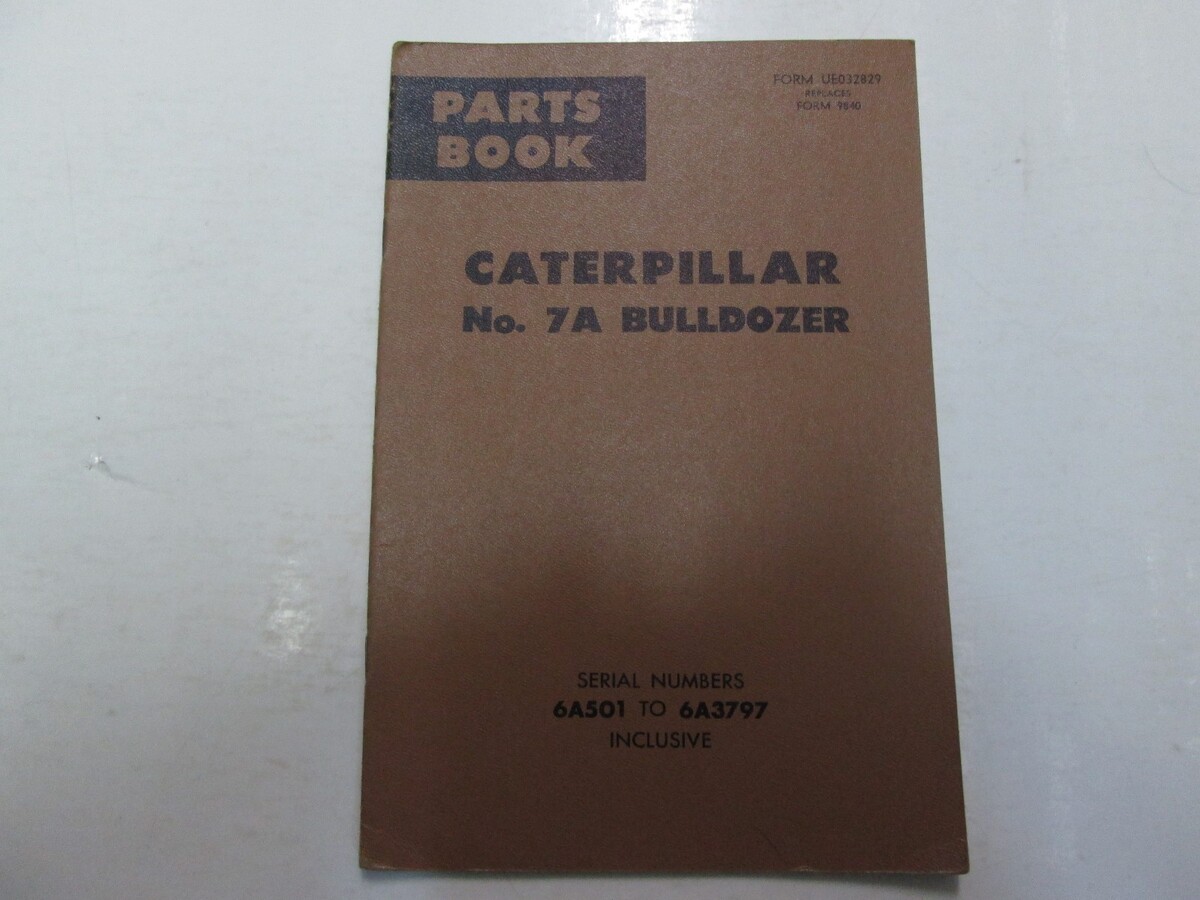 PARTS
BOOK
FORM UE032829
REPLACES
FORM 9840
CATERPILLAR
No. 7A BULLDOZER
SERIAL NUMBERS
6A501 TO 6A3797
INCLUSIVE